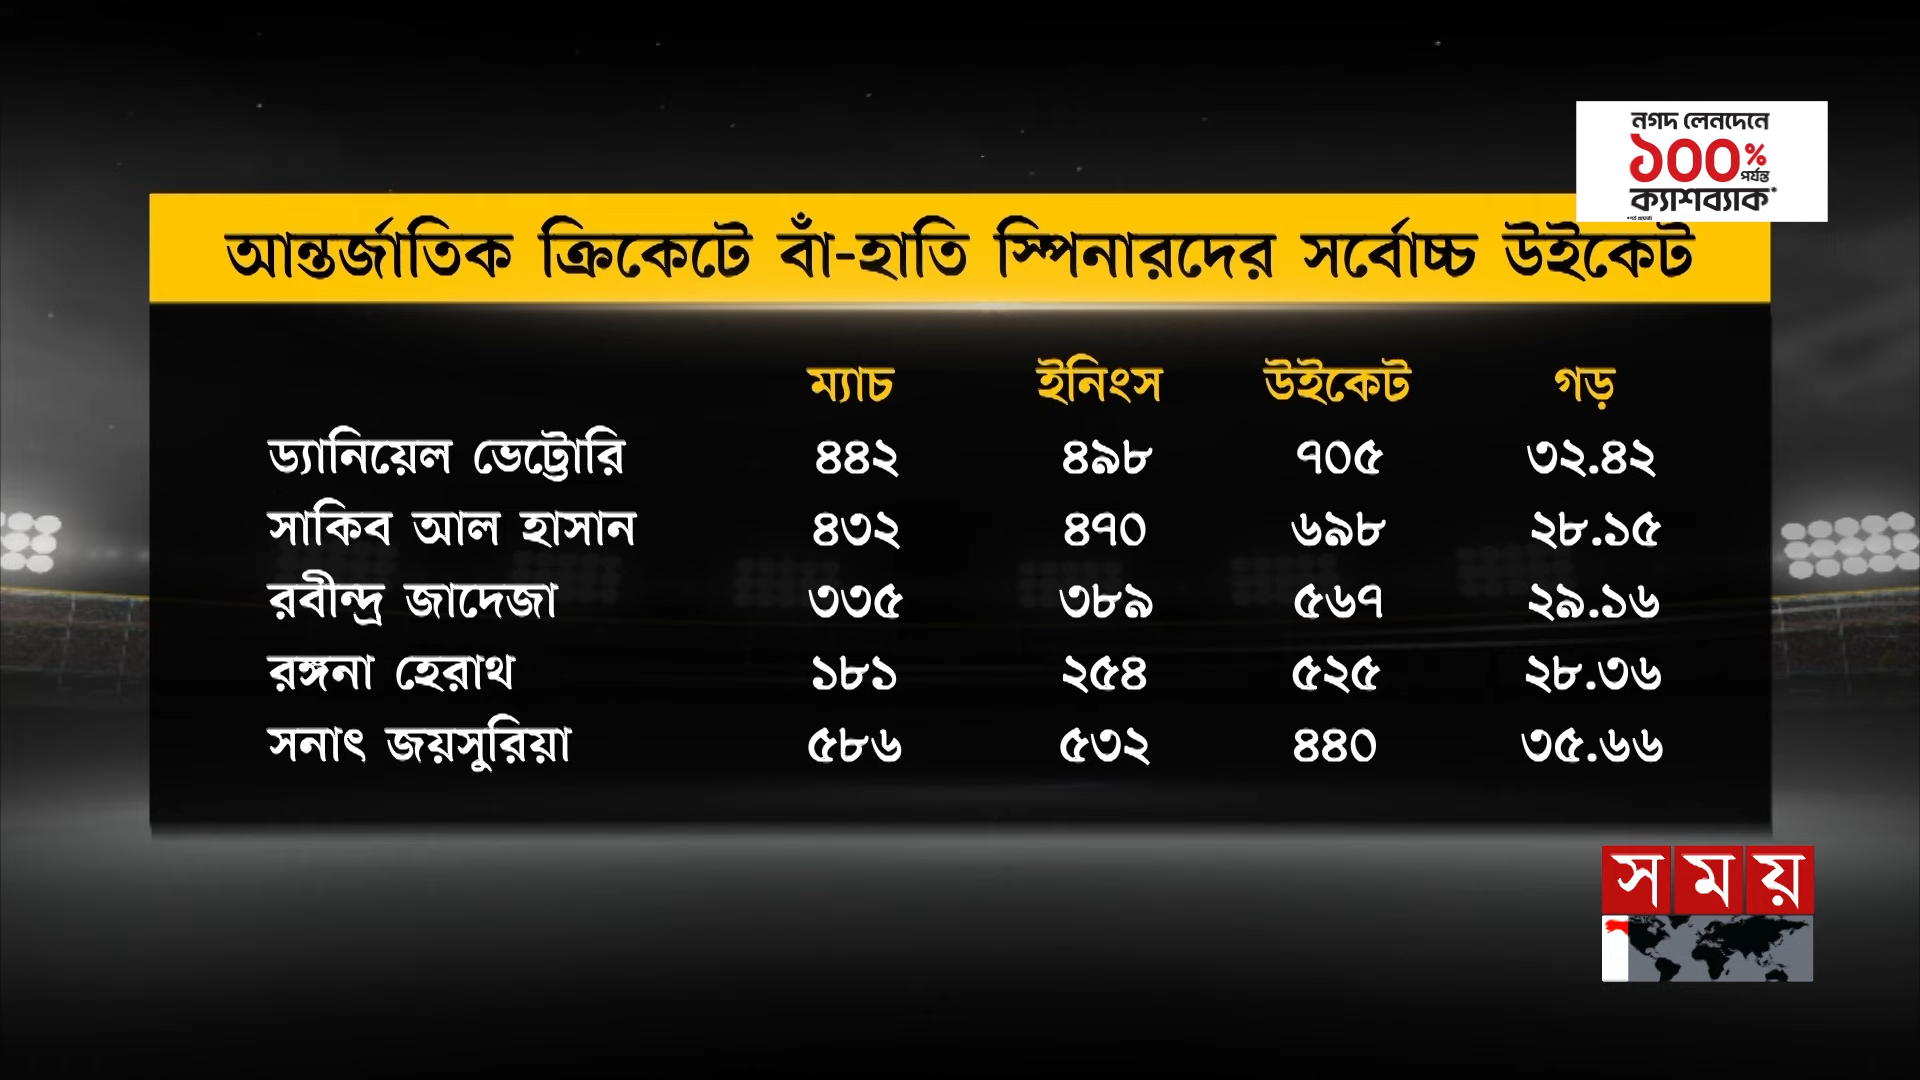 নগদ লেনদেনে
১০০%
পর্যন্ত
ক্যাশব্যাক*
আন্তর্জাতিক ক্রিকেটে বাঁ-হাতি স্পিনারদের সর্বোচ্চ উইকেট
ম্যাচ ইনিংস উইকেট গড়
ড্যানিয়েল ভেট্টোরি ৪৪২ ৪৯৮ ৭০৫ ৩২.৪২
সাকিব আল হাসান ৪৩২ ৪৭০ ৬৯৮ ২৮.১৫
রবীন্দ্র জাদেজা ৩৩৫ ৩৮৯ ৫৬৭ ২৯.১৬
রঙ্গনা হেরাথ ১৮১ ২৫৪ ৫২৫ ২৮.৩৬
সনাৎ জয়সুরিয়া ৫৮৬ ৫৩২ ৪৪০ ৩৫.৬৬
সময়